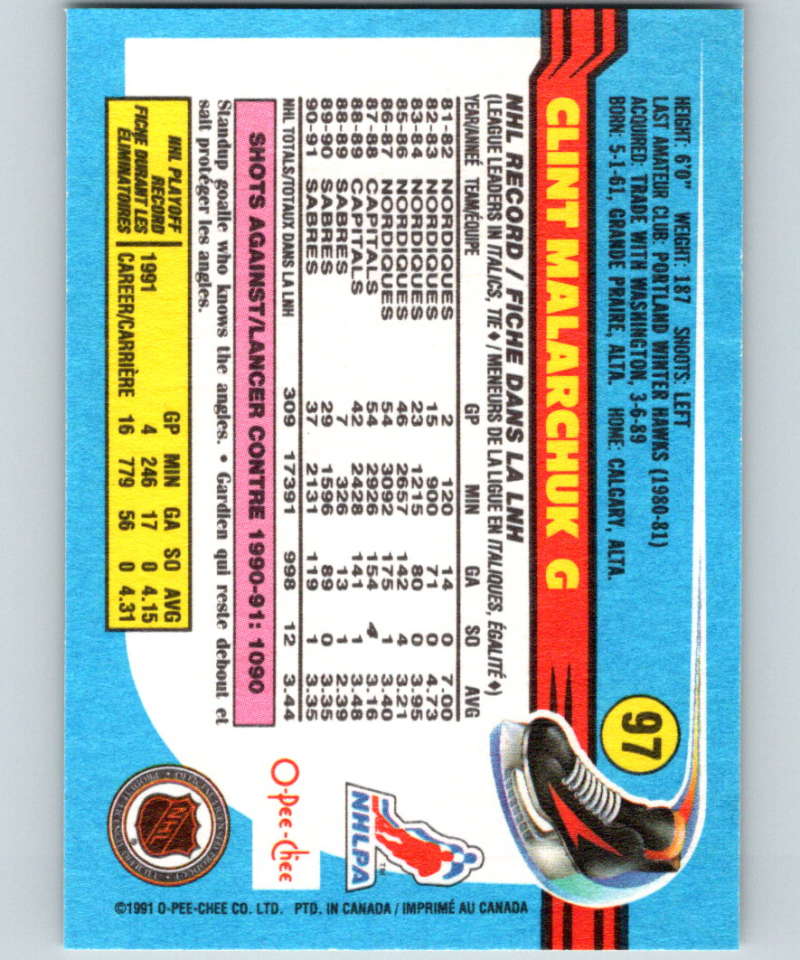 97
HEIGHT: 6'0" WEIGHT: 187 SHOOTS: LEFT
LAST AMATEUR CLUB: PORTLAND WINTER HAWKS (1980-81)
ACQUIRED: TRADE WITH WASHINGTON, 3-6-89
BORN: 5-1-61, GRANDE PRAIRE, ALTA. HOME: CALGARY, ALTA.
CLINT MALARCHUK G
NHL RECORD / FICHE DANS LA LNH
(LEAGUE LEADERS IN ITALICS, TIE ♦ / MENEURS DE LA LIGUE EN ITALIQUES, ÉGALITÉ ♦)
YEAR/ANNÉE TEAM/ÉQUIPE GP MIN GA SO AVG
81-82 NORDIQUES 2 120 14 0 7.00
82-83 NORDIQUES 15 900 71 0 4.73
83-84 NORDIQUES 23 1215 80 0 3.95
85-86 NORDIQUES 46 2657 142 4 3.21
86-87 NORDIQUES 54 3092 175 1 3.40
87-88 CAPITALS 54 2926 154 4 3.16
88-89 CAPITALS 42 2428 141 1 3.48
88-89 SABRES 7 326 13 1 2.39
89-90 SABRES 29 1596 89 0 3.35
90-91 SABRES 37 2131 119 1 3.35
NHL TOTALS/TOTAUX DANS LA LNH 309 17391 998 12 3.44
SHOTS AGAINST/LANCER CONTRE 1990-91: 1090
Standup goalie who knows the angles. • Gardien qui reste debout et
sait protéger les angles.
NHL PLAYOFF
RECORD
FICHE DURANT LES
ÉLIMINATOIRES
GP MIN GA SO AVG
1991 4 246 17 0 4.15
CAREER/CARRIÈRE 16 779 56 0 4.31
O-Pee-Chee
NHLPA
TM
NHL
©1991 O-PEE-CHEE CO. LTD. PTD. IN CANADA / IMPRIMÉ AU CANADA